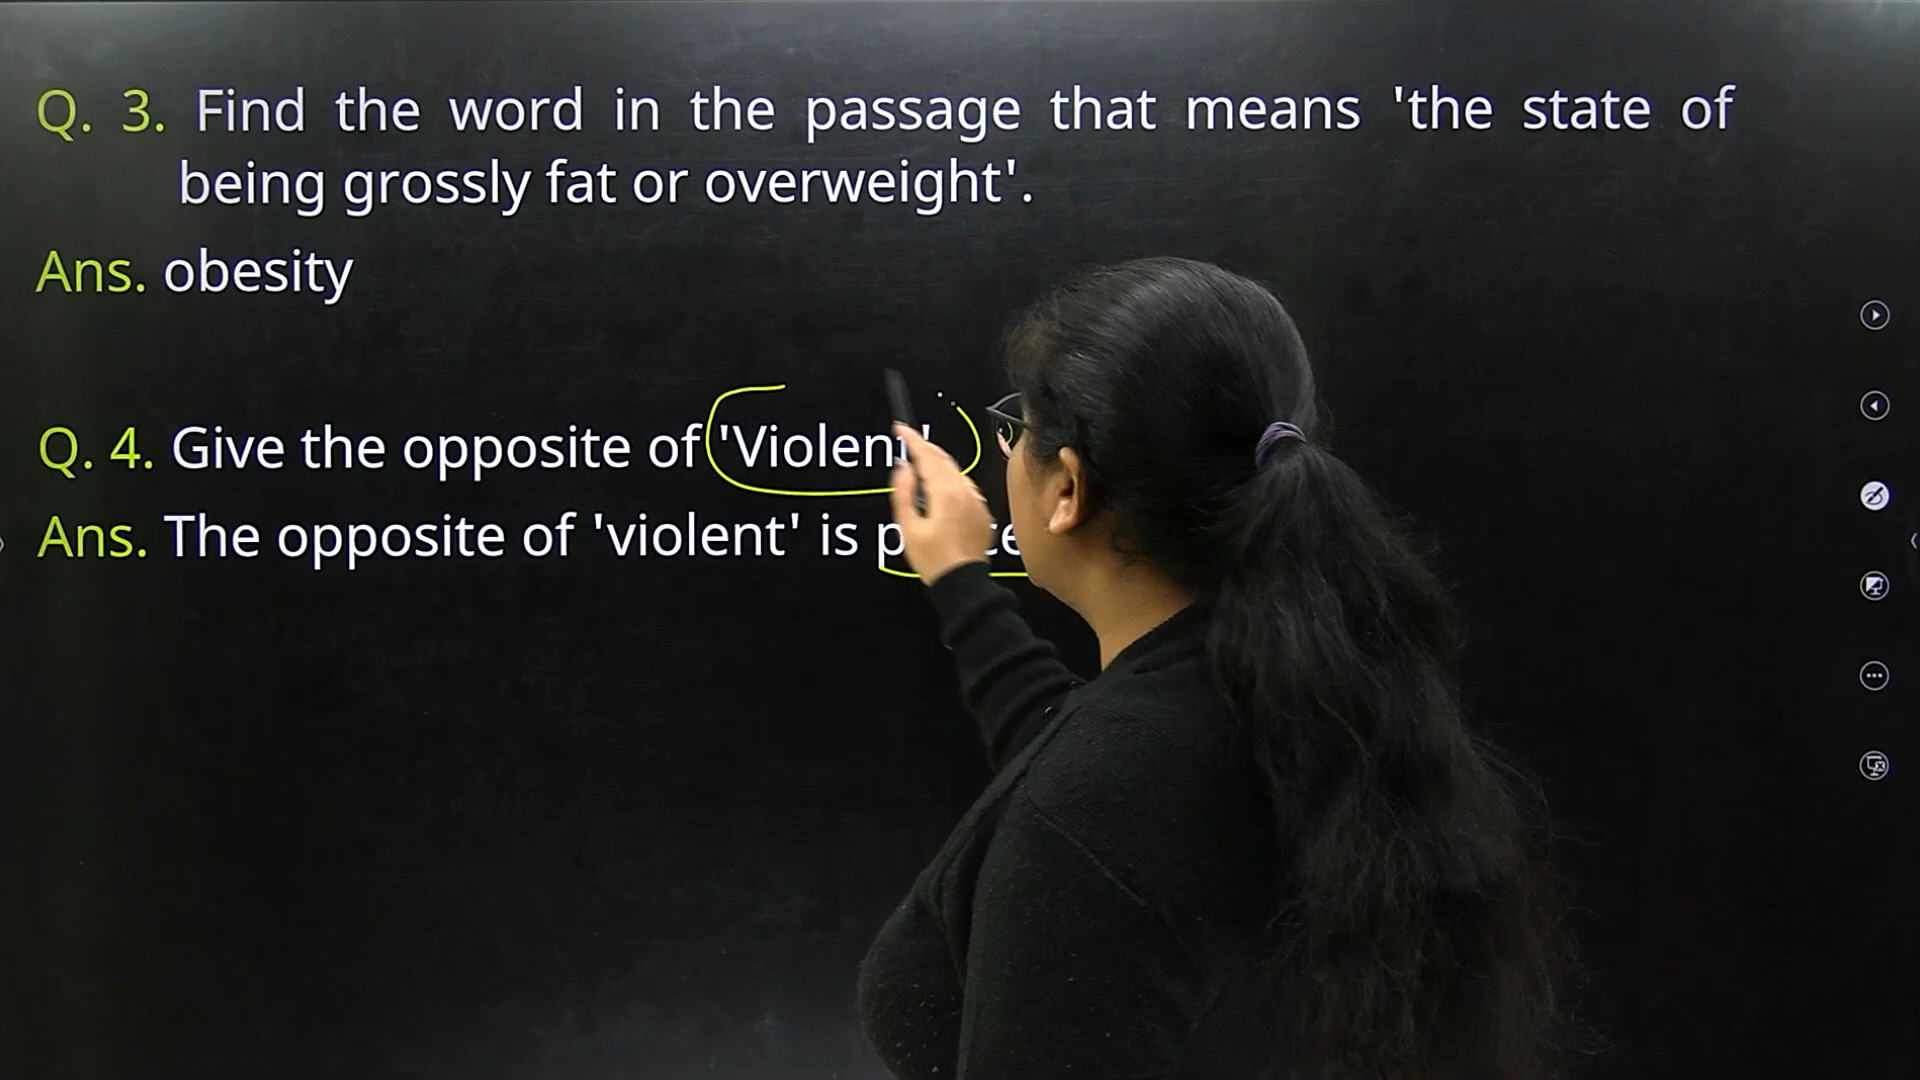 Q. 3. Find the word in the passage that means 'the state of
being grossly fat or overweight'.
Ans. obesity
Q. 4. Give the opposite of 'Violent'
Ans. The opposite of 'violent' is